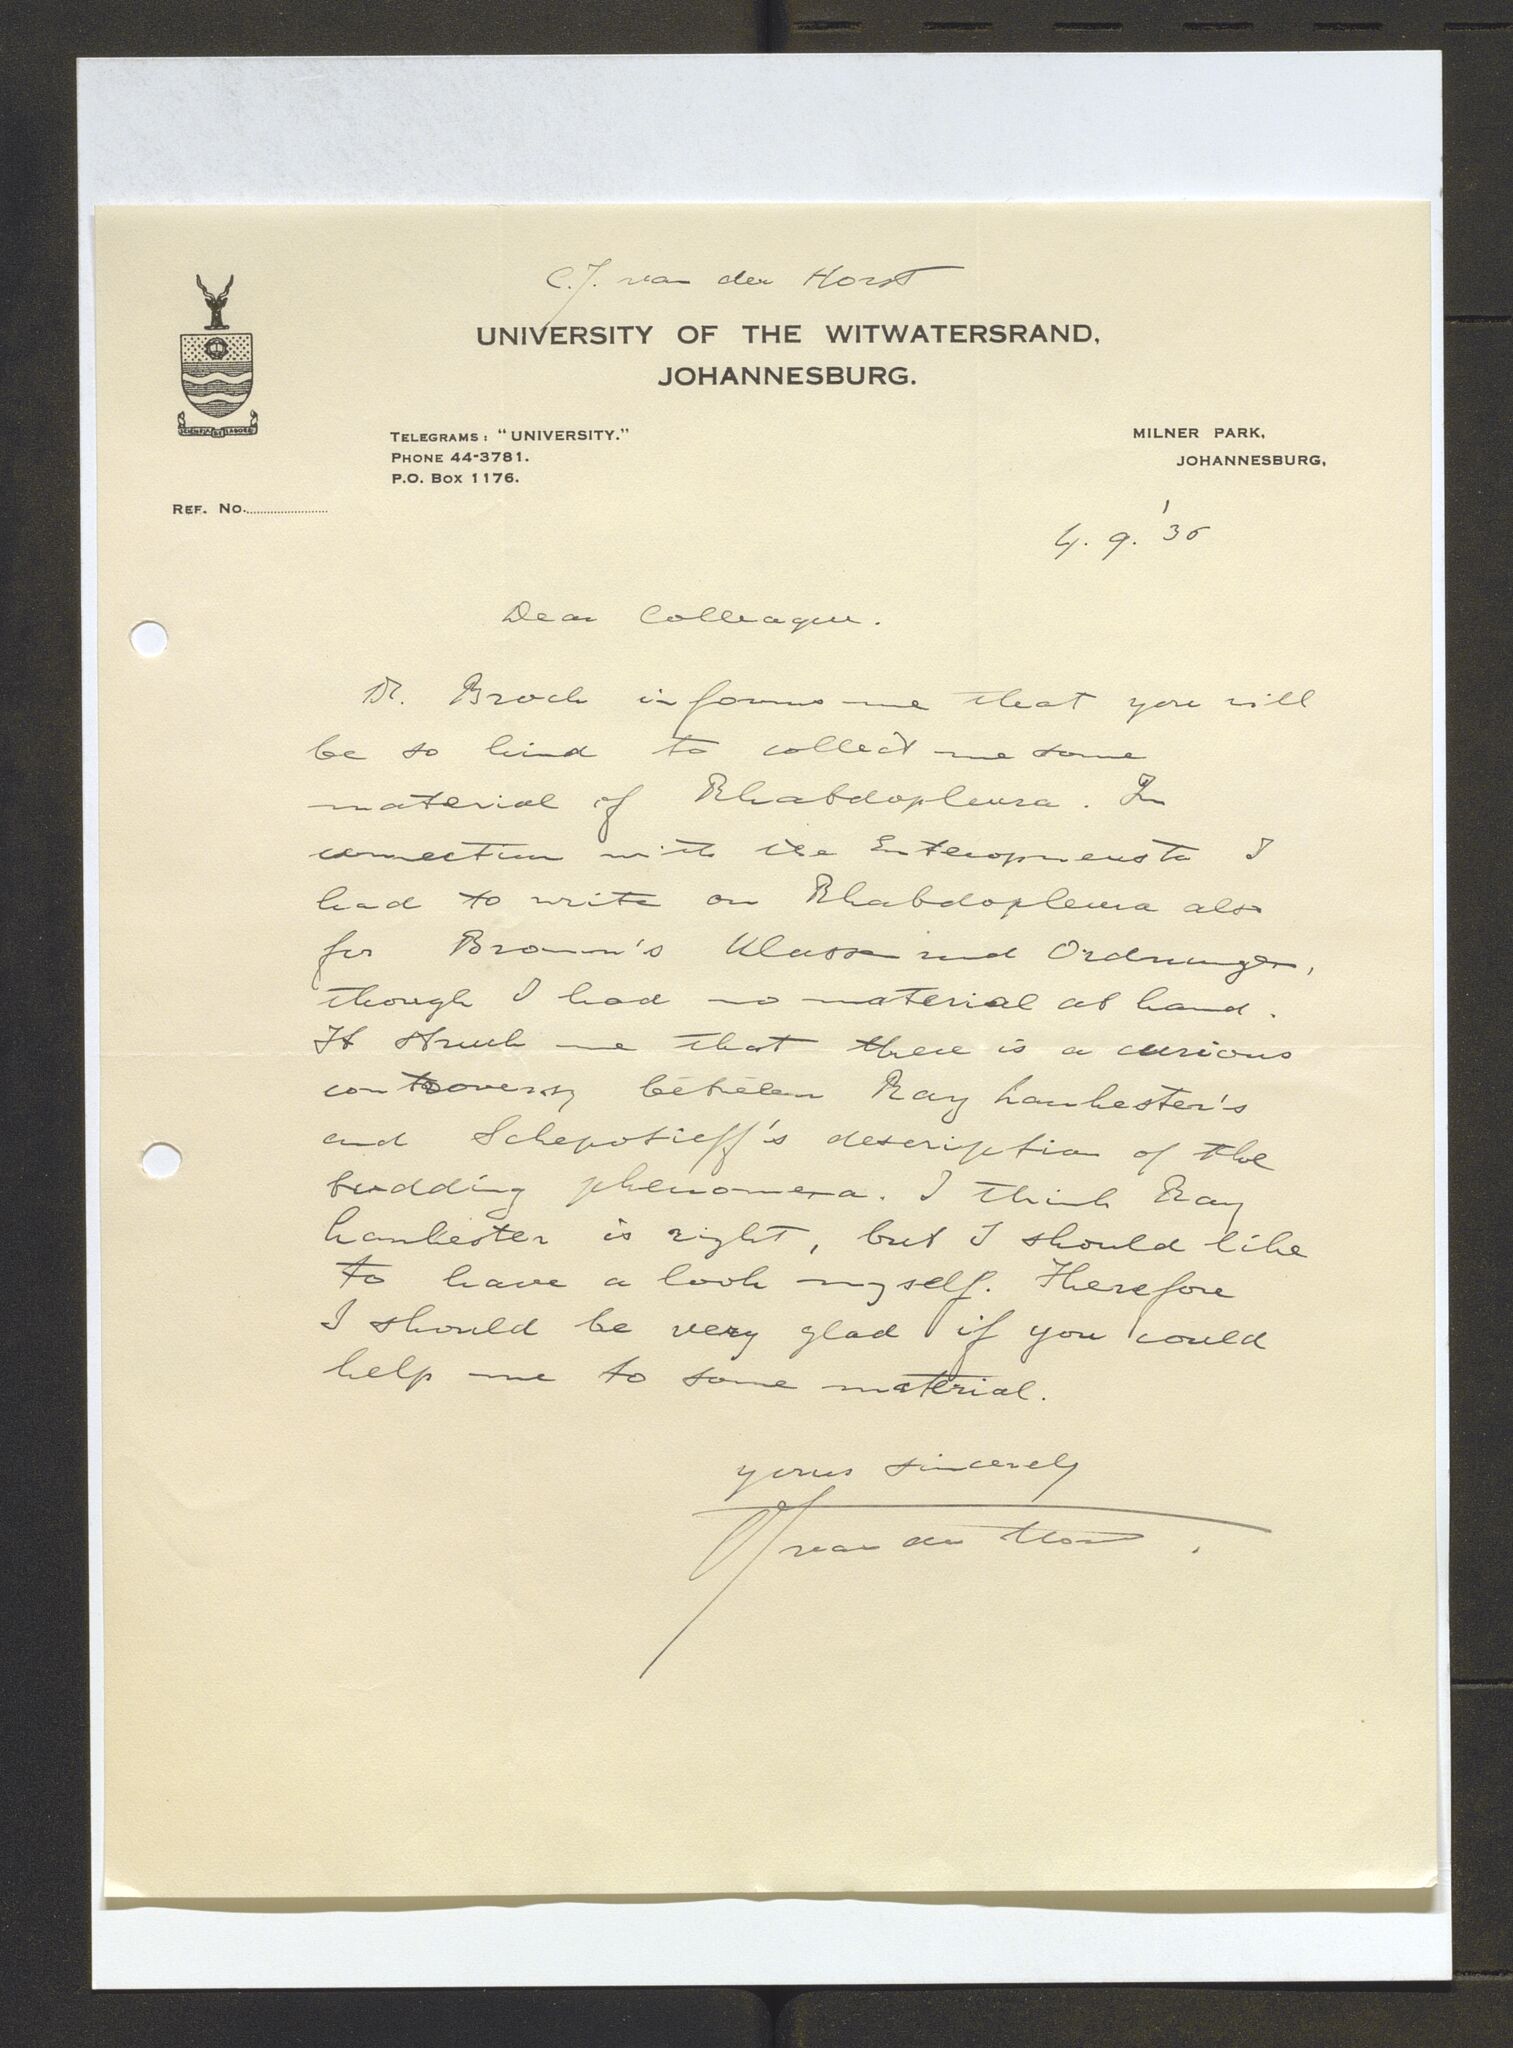 C.J. van der Horst
UNIVERSITY OF THE WITWATERSRAND,
JOHANNESBURG.
TELEGRAMS: "UNIVERSITY."
PHONE 44-3781.
P.O. BOX 1176.
MILNER PARK,
JOHANNESBURG,
REF. No.
4. 9. '36
Dear Colleague.
Dr. Broch informs me that you will
be so kind to collect me some
material of Rhabdopleura. In
connection with the Enteropneusta I
had to write on Rhabdopleura also
for Bronn's Klassen und Ordnungen,
though I had no material at hand.
It struck me that there is a curious
controversy between Ray Lankester's
and Schepotieff's description of the
budding phenomena. I think Ray
Lankester is right, but I should like
to have a look myself. Therefore
I should be very glad if you could
help me to some material.
yours sincerely
CJ van der Horst.